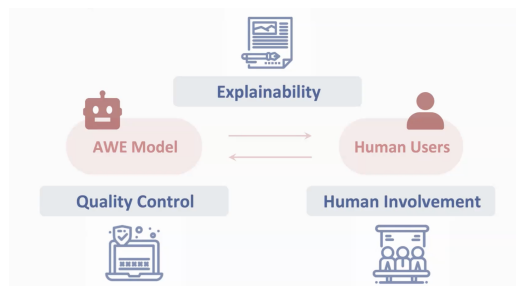 Explainability
AWE Model
Human Users
Quality Control
Human Involvement